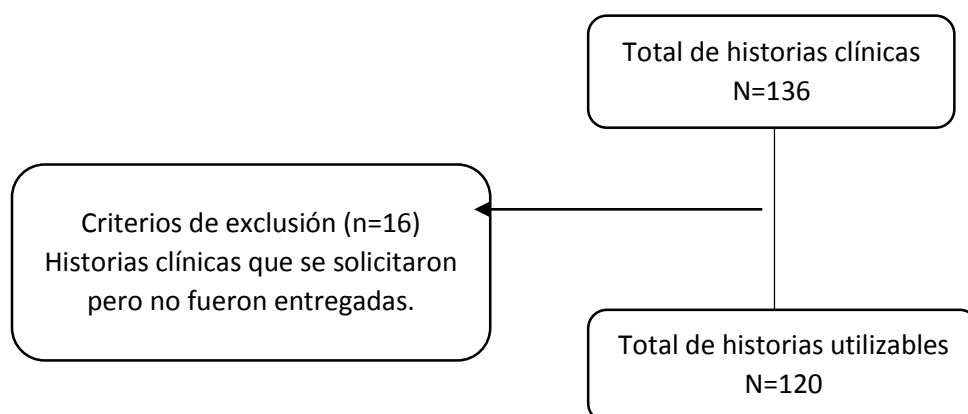 Total de historias clínicas
N=136
Criterios de exclusión (n=16)
Historias clínicas que se solicitaron
pero no fueron entregadas.
Total de historias utilizables
N=120